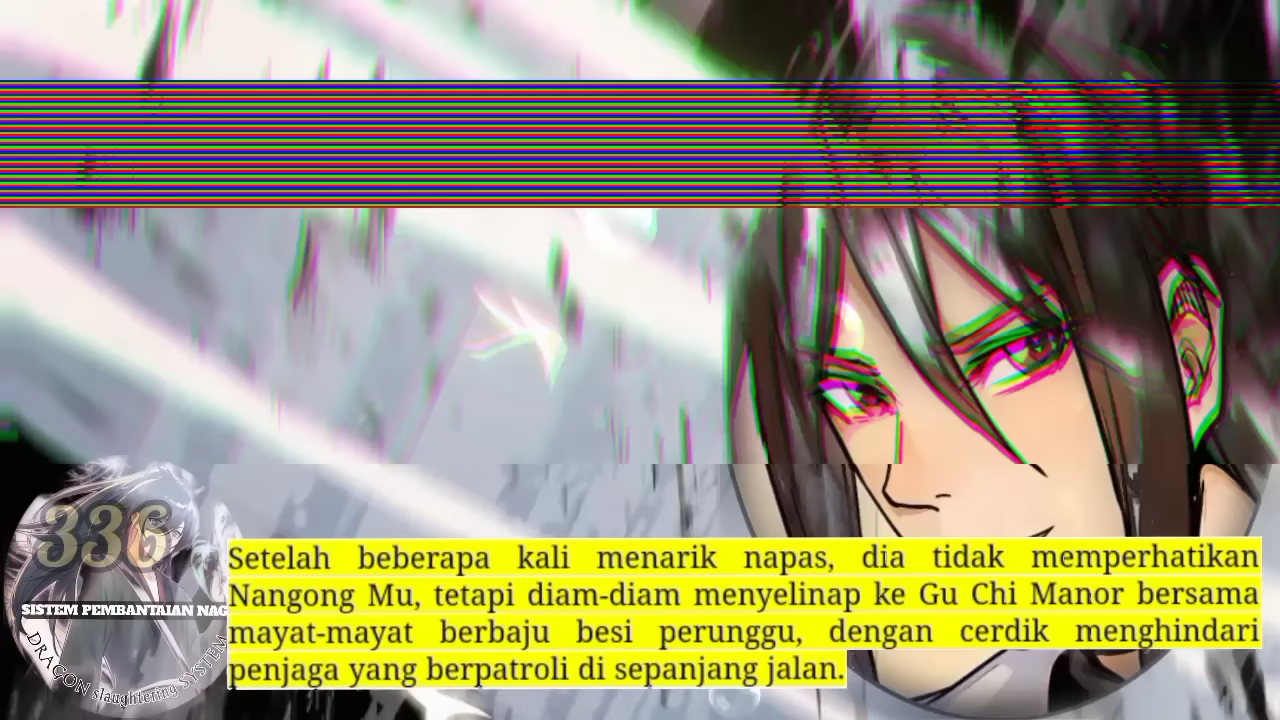 336
SISTEM PEMBANTAIAN NAG
DRAGON slaughtering SYSTEM
Setelah beberapa kali menarik napas, dia tidak memperhatikan
Nangong Mu, tetapi diam-diam menyelinap ke Gu Chi Manor bersama
mayat-mayat berbaju besi perunggu, dengan cerdik menghindari
penjaga yang berpatroli di sepanjang jalan.